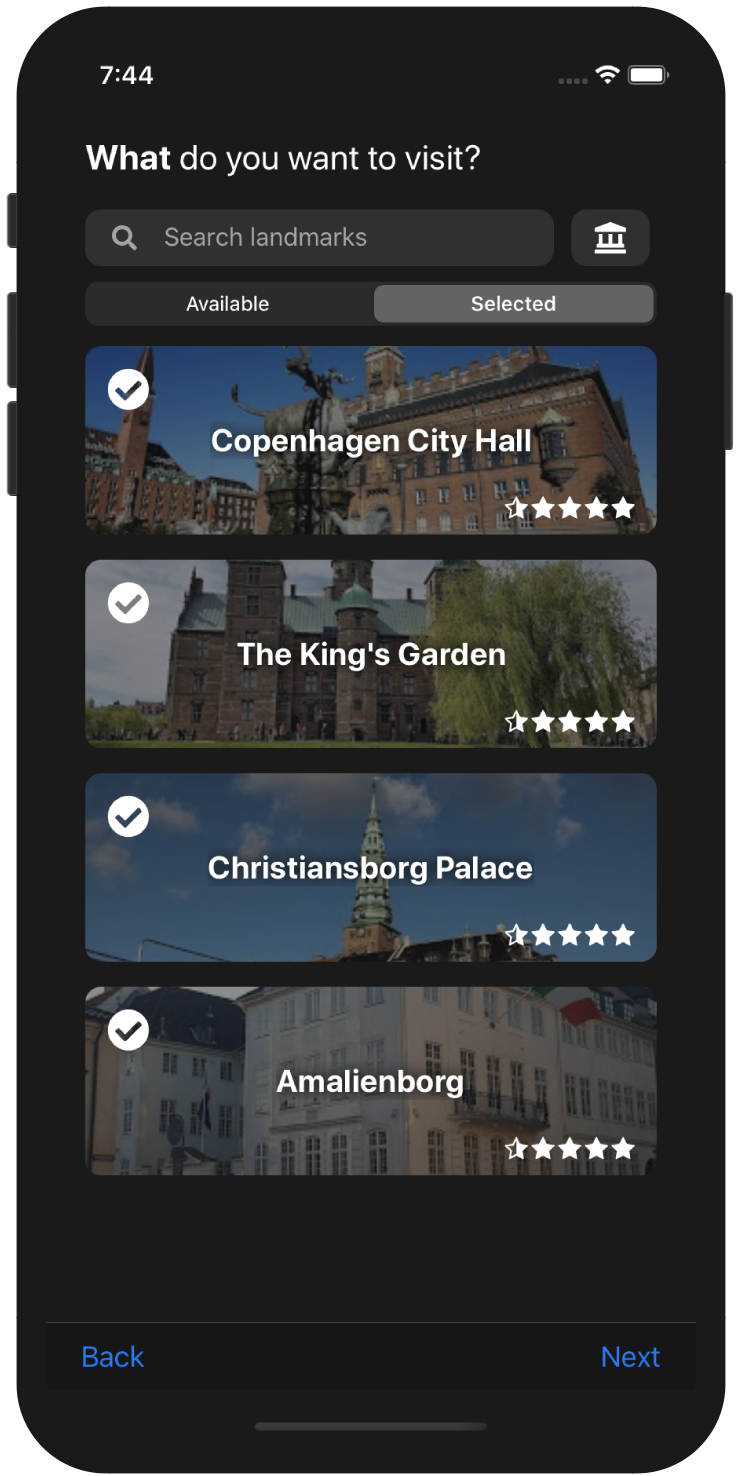 7:44
What do you want to visit?
Search landmarks
Available Selected
Copenhagen City Hall
The King's Garden
Christiansborg Palace
Amalienborg
Back Next